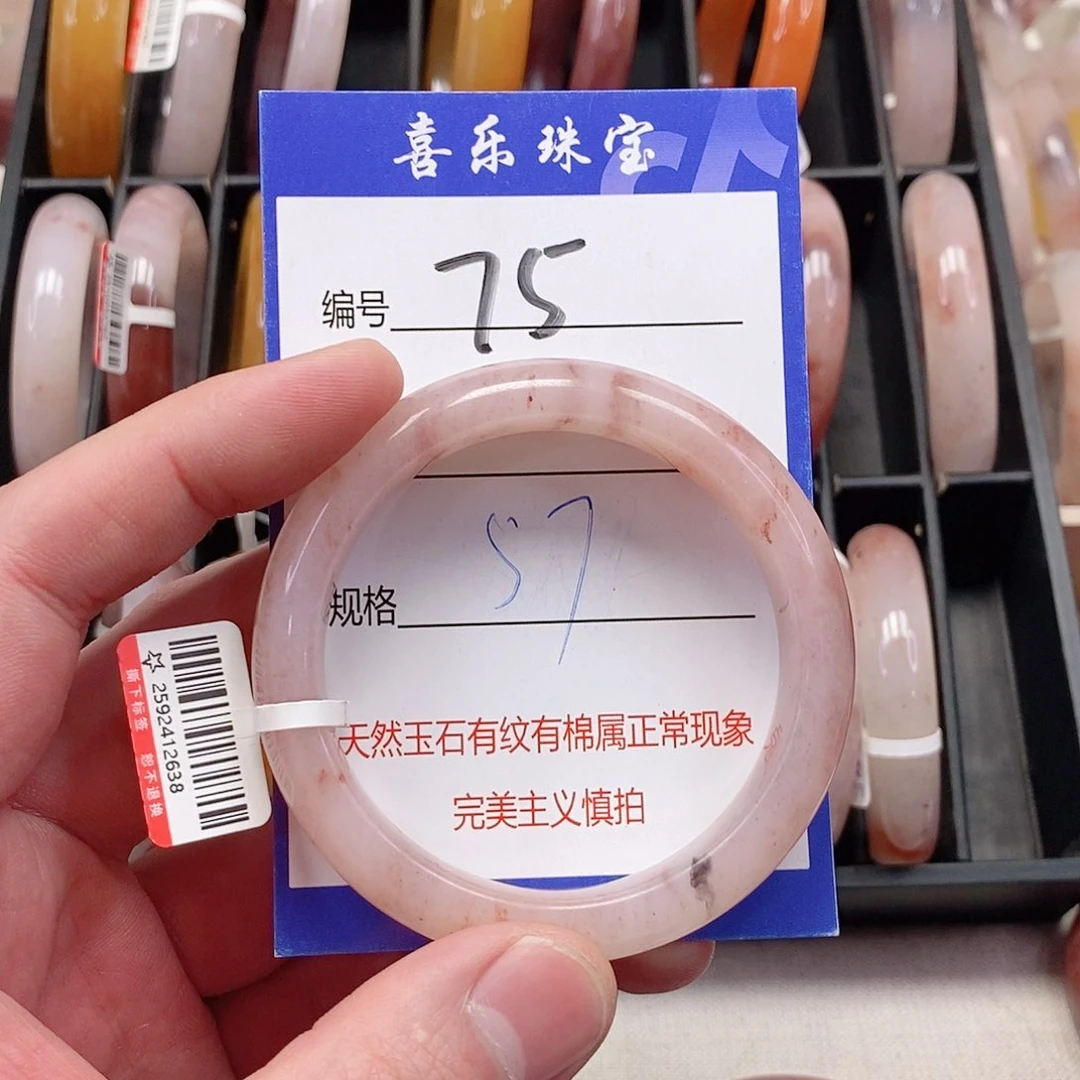 喜乐珠宝
编号 75
规格 57
天然玉石有纹有棉属正常现象
完美主义慎拍
☆ 2592412638
撕下标签 恕不退换